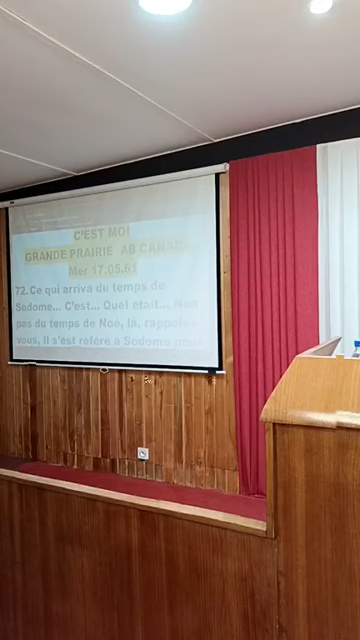 C'EST MOI
GRANDE PRAIRIE AB CANADA
Mer 17.05.61
72. Ce qui arriva du temps de
Sodome... C'est... Quel était... Non
pas du temps de Noé, là, rappelez-
vous, Il s'est référé à Sodome pour